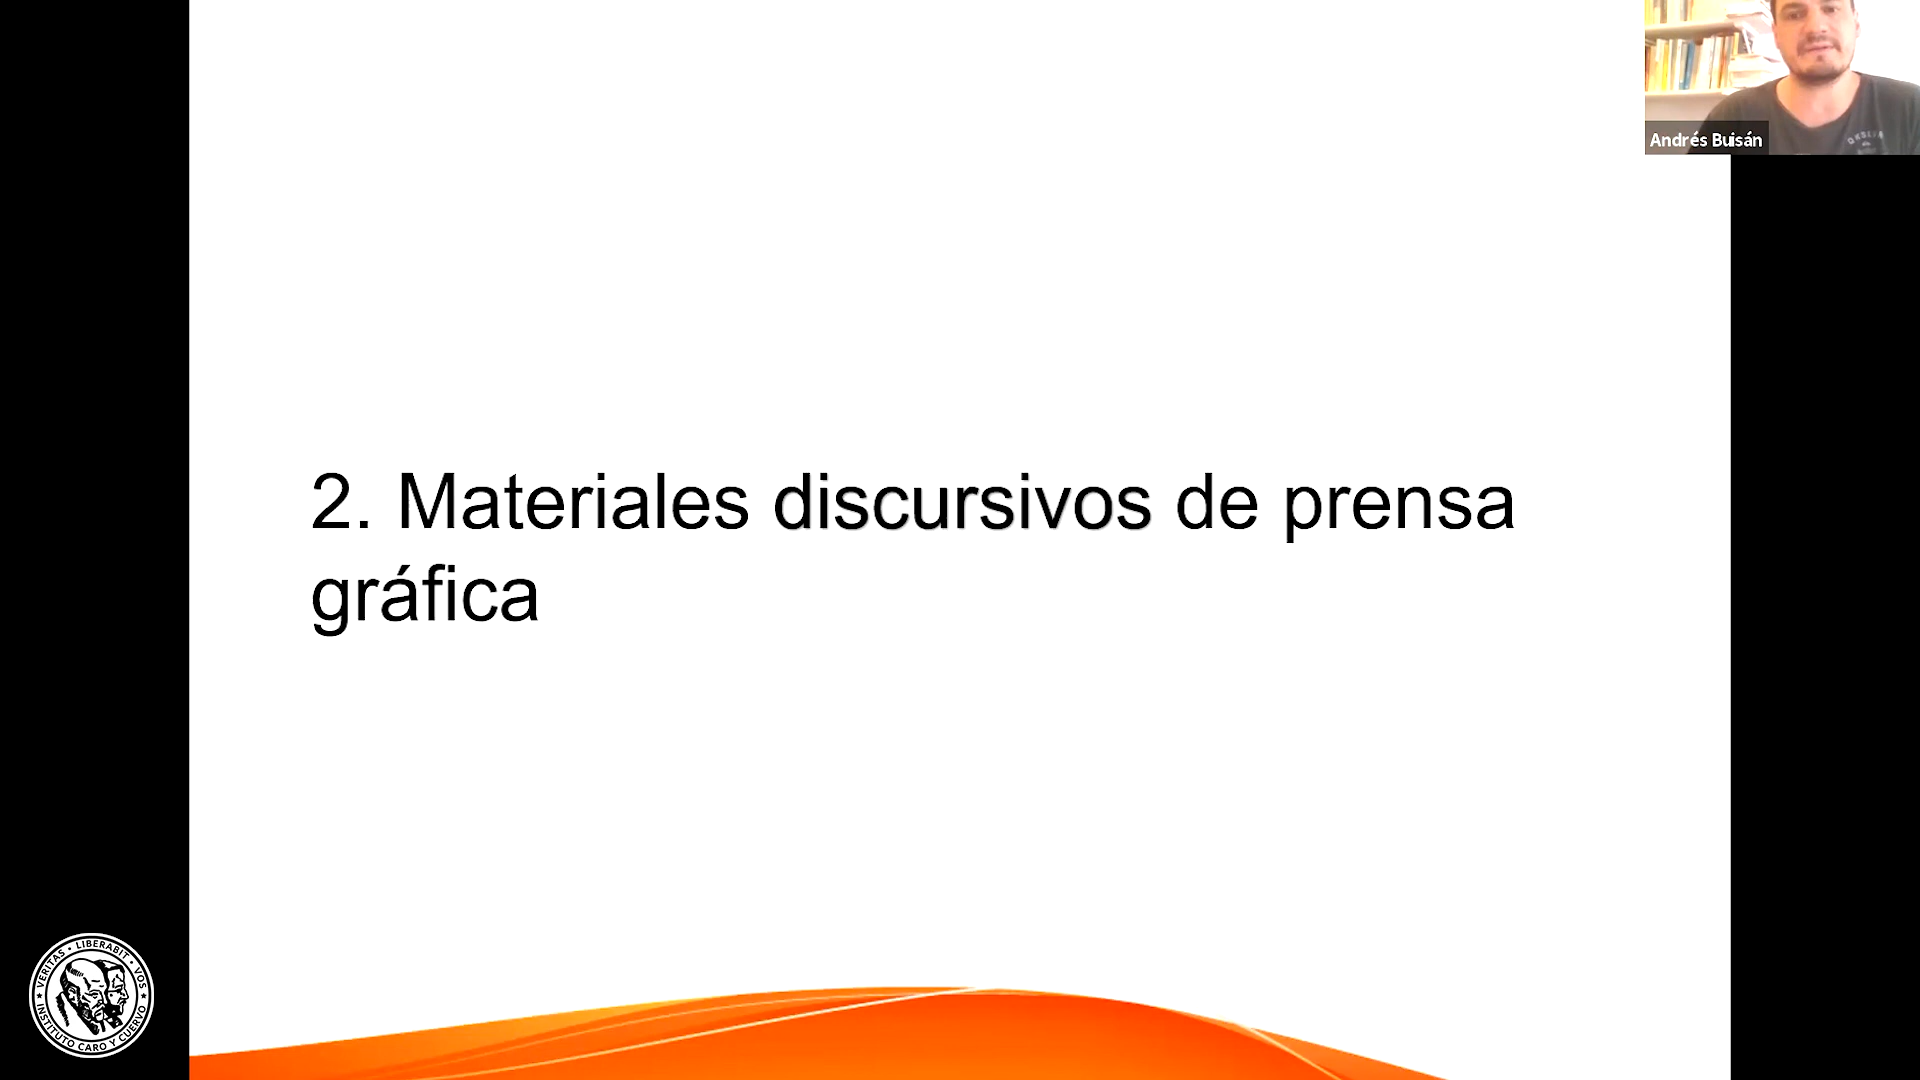 Andrés Buisán
2. Materiales discursivos de prensa
gráfica
VERITAS • LIBERABIT • VOS
INSTITUTO CARO Y CUERVO